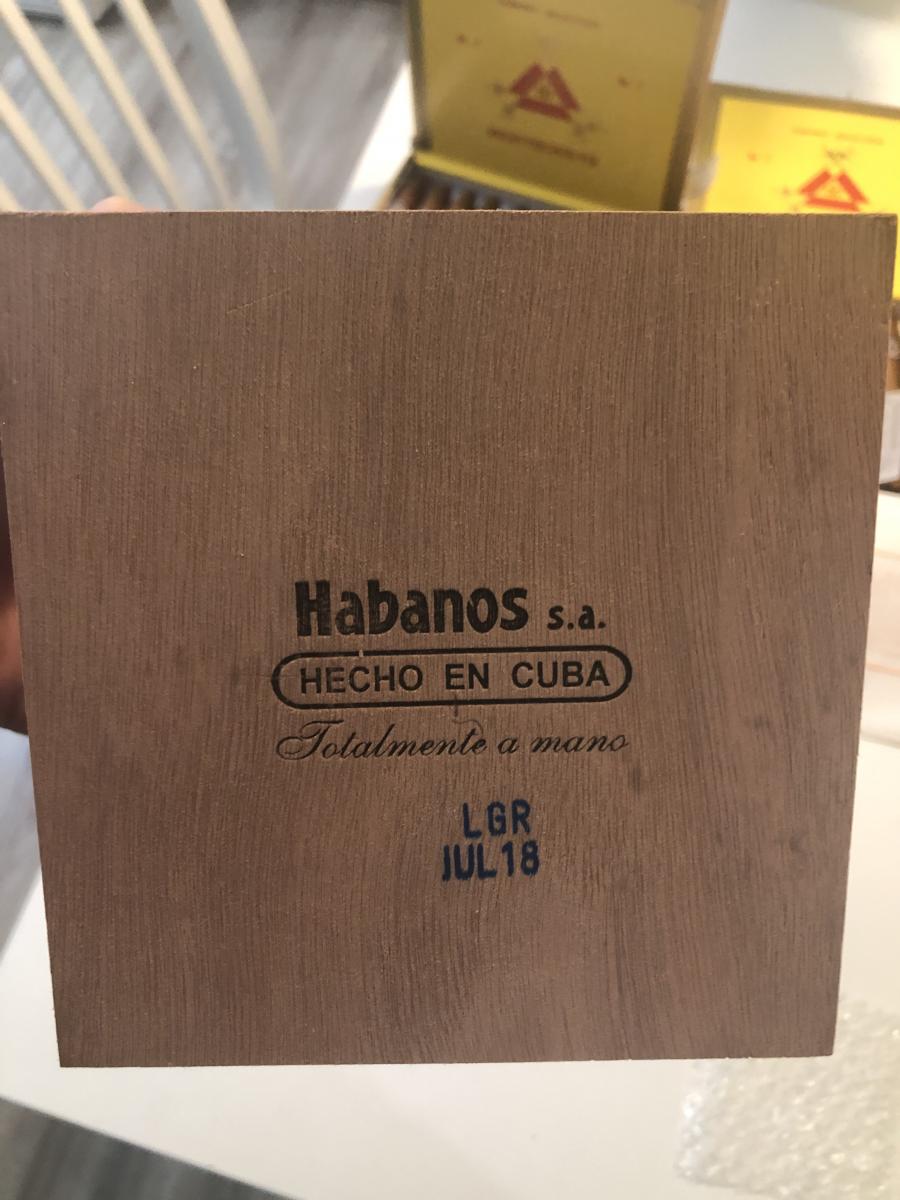 Habanos s.a.
HECHO EN CUBA
Totalmente a mano
LGR
JUL18